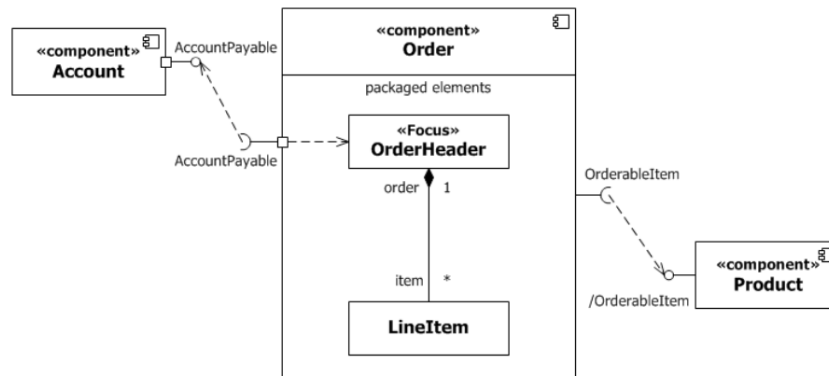 «component»
Account
AccountPayable
AccountPayable
«component»
Order
packaged elements
«Focus»
OrderHeader
order 1
item *
LineItem
OrderableItem
«component»
Product
/OrderableItem